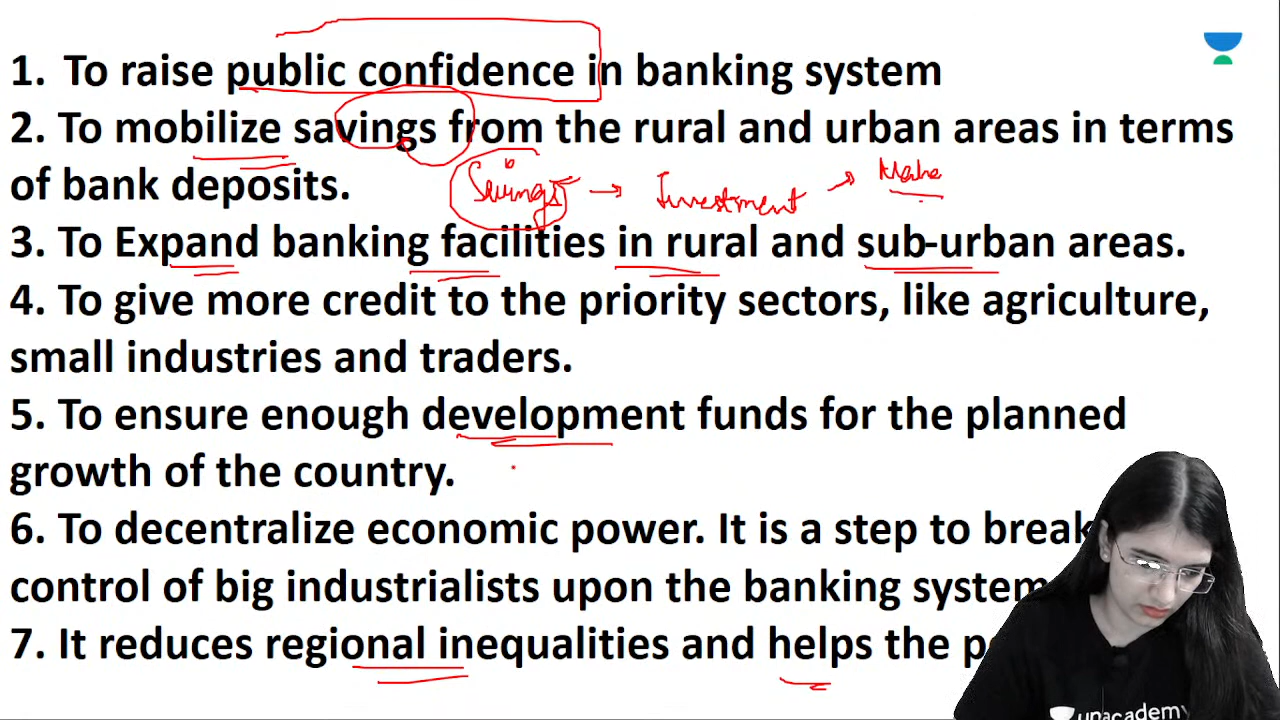 1. To raise public confidence in banking system
2. To mobilize savings from the rural and urban areas in terms
of bank deposits.
Savings → Investment →
3. To Expand banking facilities in rural and sub-urban areas.
4. To give more credit to the priority sectors, like agriculture,
small industries and traders.
5. To ensure enough development funds for the planned
growth of the country.
6. To decentralize economic power. It is a step to break
control of big industrialists upon the banking system
7. It reduces regional inequalities and helps the
unacademy